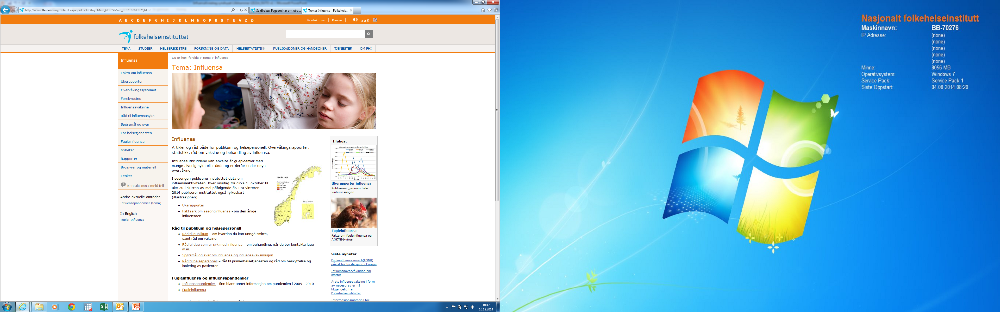 http://www.fhi.no/eway/default.aspx?pid=239&trg=Main_6157&Main_6157=6261:0:25,6119
Se direkte: Fagseminar om ebo...
Tema: Influensa - Folkehels...
A B C D E F G H I J K L M N O P R S T U V Z Ø
Kontakt oss | Presse |
a a a
folkehelseinstituttet
TEMA
STUDIER
HELSEREGISTRE
FORSKNING OG DATA
HELSESTATISTIKK
PUBLIKASJONER OG HÅNDBØKER
TJENESTER
OM FHI
Influensa
Fakta om influensa
Ukerapporter
Overvåkingssystemet
Forebygging
Influensavaksine
Råd til influensasyke
Spørsmål og svar
For helsetjenesten
Fugleinfluensa
Nyheter
Rapporter
Brosjyrer og materiell
Lenker
Kontakt oss / meld feil
Andre aktuelle områder
Influensapandemier (tema)
In English
Topic: Influenza
Du er her: forside > tema > influensa
Tema: Influensa
Influensa
Artikler og råd både for publikum og helsepersonell. Overvåkingsrapporter,
statistikk, råd om vaksine og behandling av influensa.
Influensautbruddene kan enkelte år gi epidemier med
mange alvorlig syke eller døde og er derfor under nøye
overvåking.
I sesongen publiserer instituttet data om
influensaaktiviteten hver onsdag fra cirka 1. oktober til
uke 20 i slutten av mai påfølgende år. Fra vinteren
2014 publiserer instituttet også fylkeskart
(illustrasjonen).
Uke 51 2013
Ukerapporter
Faktaark om sesonginfluensa - om den årlige
influensaen
Råd til publikum og helsepersonell
Råd til publikum – om hvordan du kan unngå smitte,
samt råd om vaksine
Råd til deg som er syk med influensa – om behandling, når du bør kontakte lege
m.m.
Spørsmål og svar om influensa og influensavaksinasjon
Råd til helsepersonell – råd til primærhelsetjenesten og råd om beskyttelse og
isolering av pasienter
Fugleinfluensa og influensapandemier
Influensapandemier – finn blant annet informasjon om pandemien i 2009 - 2010
Fugleinfluensa
I fokus:
Ukerapporter influensa
Publiseres gjennom hele
vintersesongen.
Fugleinfluensa
Fakta om fugleinfluensa og
A(H7N9)-virus
Siste nyheter
Fugleinfluensavirus A(H5N8)
påvist for første gang i Europa
Influensaovervåkingen har
startet
Årets influensavaksine i form
av nesespray er nå
tilgjengelig fra
Folkehelseinstituttet
Informasjonsmateriell for
10:47
10.12.2014
Nasjonalt folkehelseinstitutt
Maskinnavn: BB-70276
IP Adresse: (none)
(none)
(none)
(none)
(none)
Minne: 8056 MB
Operativsystem: Windows 7
Service Pack: Service Pack 1
Siste Oppstart: 04.08.2014 08:20